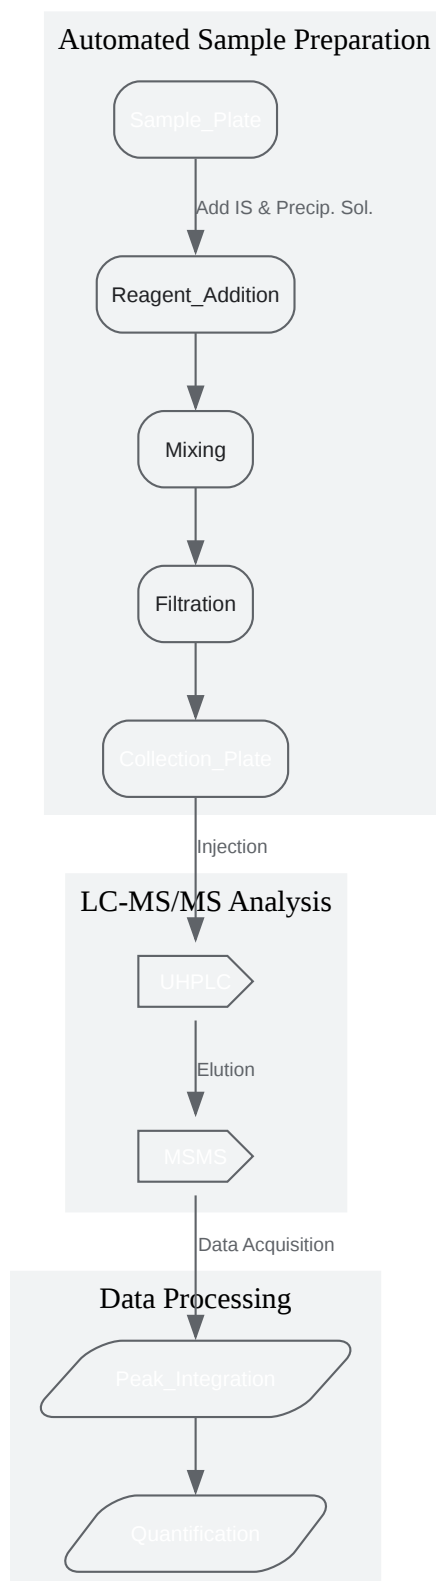 Automated Sample Preparation
Sample_Plate
Add IS & Precip. Sol.
Reagent_Addition
Mixing
Filtration
Collection_Plate
Injection
LC-MS/MS Analysis
UHPLC
Elution
MSMS
Data Acquisition
Data Processing
Peak_Integration
Quantification